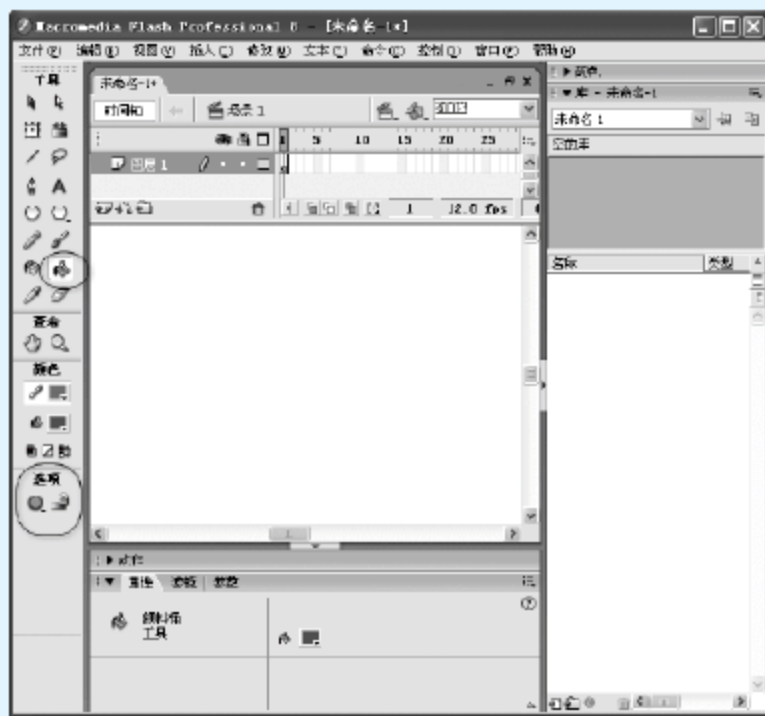 Macromedia Flash Professional 8 - [未命名-1*]
文件(F) 编辑(E) 视图(V) 插入(I) 修改(M) 文本(T) 命令(C) 控制(O) 窗口(W) 帮助(H)
工具
查看
颜色
选项
未命名-1*
时间轴 场景 1
5 10 15 20 25
图层 1
1 12.0 fps
动作
属性 滤镜 参数
颜料桶
工具
库 - 未命名-1
未命名-1
空的库
名称 类型